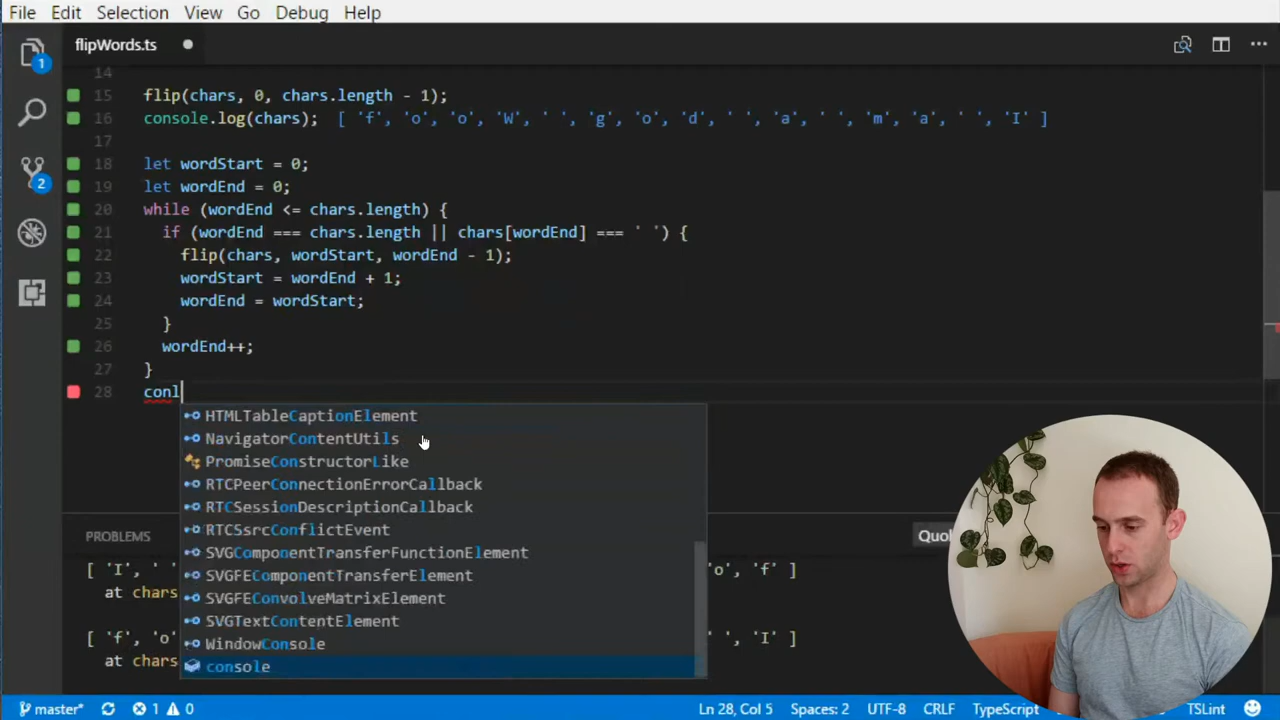 File Edit Selection View Go Debug Help
flipWords.ts
14
15 flip(chars, 0, chars.length - 1);
16 console.log(chars); [ 'f', 'o', 'o', 'W', ' ', 'g', 'o', 'd', ' ', 'a', ' ', 'm', 'a', ' ', 'I' ]
17
18 let wordStart = 0;
19 let wordEnd = 0;
20 while (wordEnd <= chars.length) {
21 if (wordEnd === chars.length || chars[wordEnd] === ' ') {
22 flip(chars, wordStart, wordEnd - 1);
23 wordStart = wordEnd + 1;
24 wordEnd = wordStart;
25 }
26 wordEnd++;
27 }
28 conl
HTMLTableCaptionElement
NavigatorContentUtils
PromiseConstructorLike
RTCPeerConnectionErrorCallback
RTCSessionDescriptionCallback
RTCSsrcConflictEvent
SVGComponentTransferFunctionElement
SVGFEComponentTransferElement
SVGFEConvolveMatrixElement
SVGTextContentElement
WindowConsole
console
1
2
PROBLEMS
[ 'I', ' 'o', 'f' ]
at chars
[ 'f', 'o' ' ', 'I' ]
at chars
master* 1 0 Ln 28, Col 5 Spaces: 2 UTF-8 CRLF TypeScript TSLint